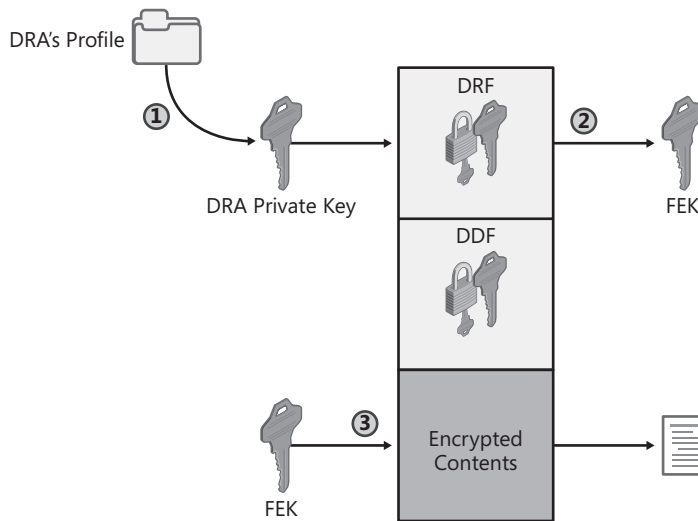 DRA's Profile
DRF
1
2
DRA Private Key
FEK
DDF
3
Encrypted
Contents
FEK